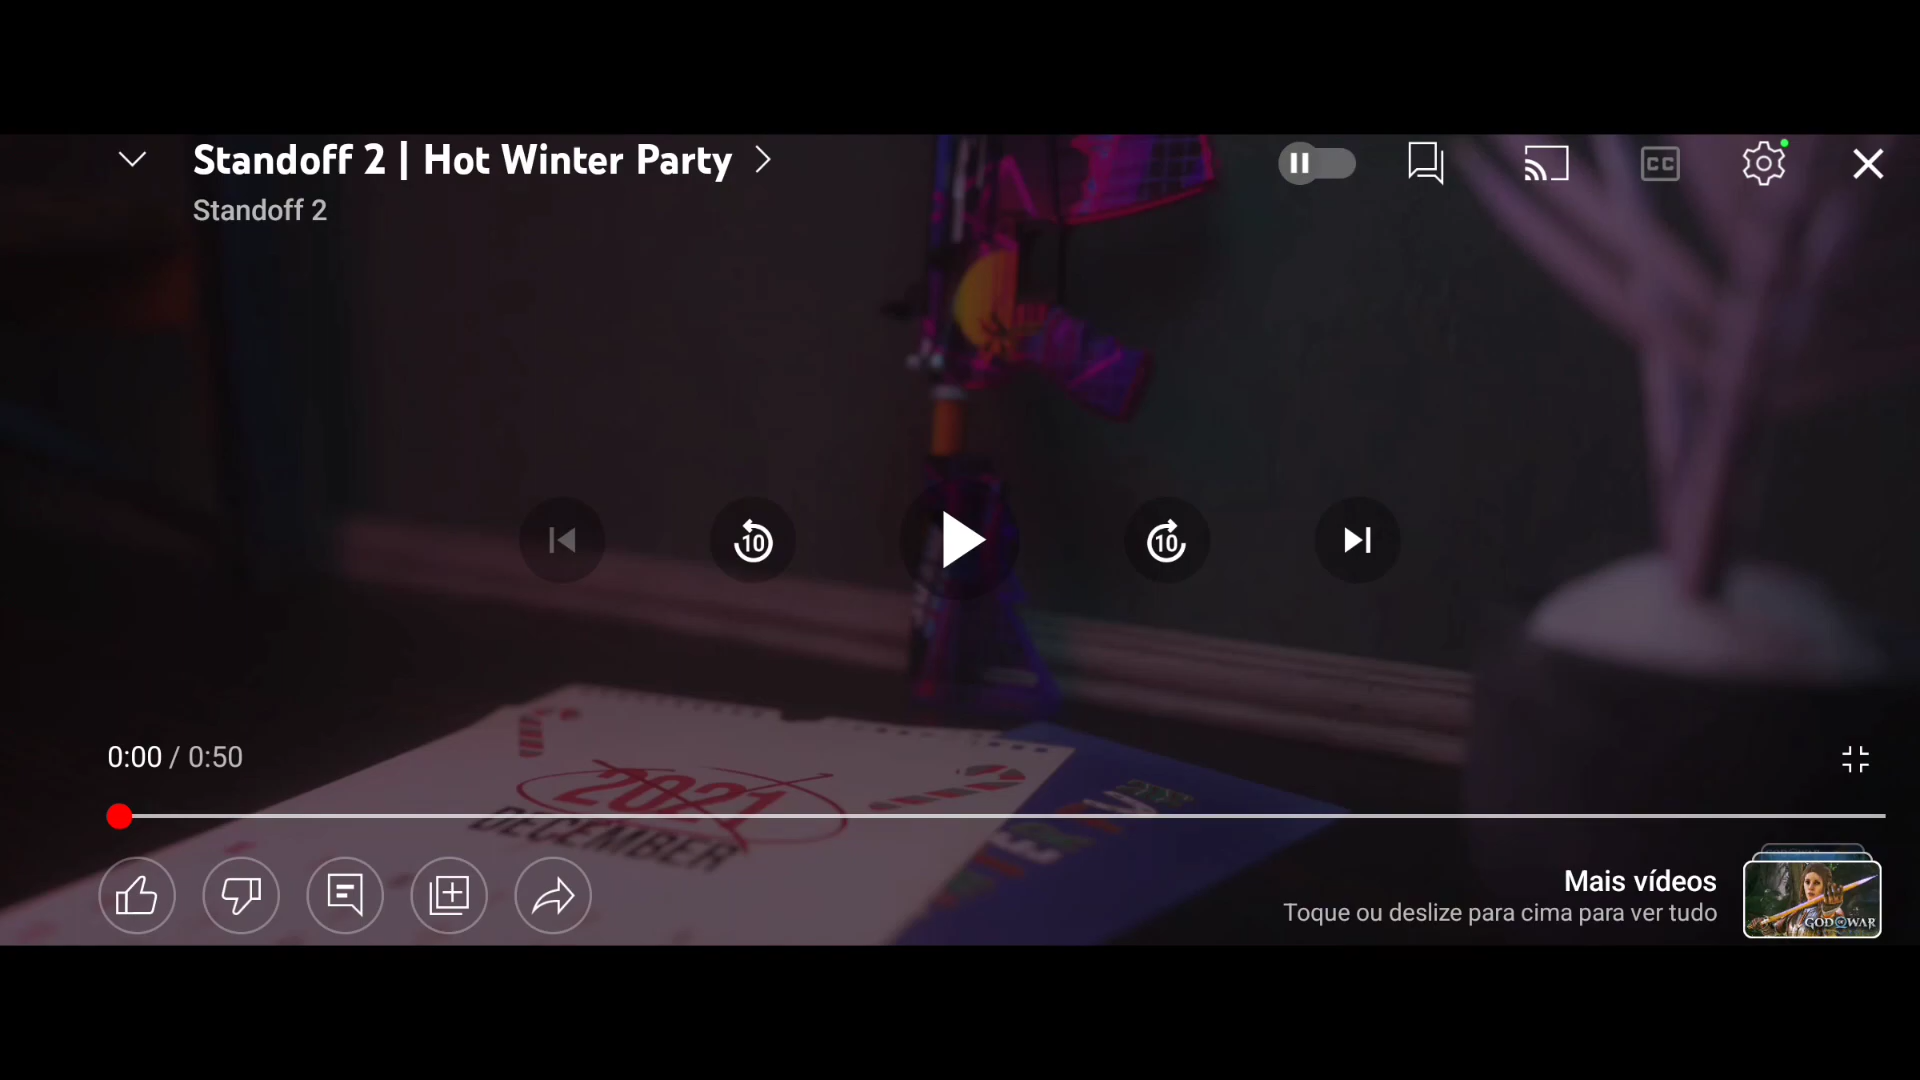 Standoff 2 | Hot Winter Party
Standoff 2
CC
10
10
0:00 / 0:50
2021
DECEMBER
Mais vídeos
Toque ou deslize para cima para ver tudo
GOD OF WAR